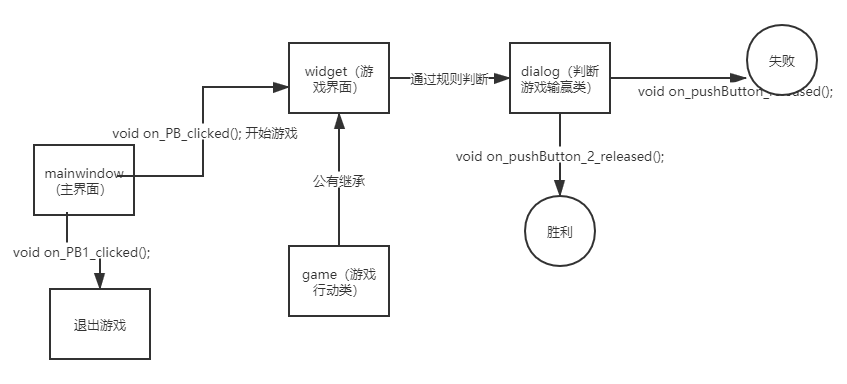 失败
widget（游
戏界面）
通过规则判断
dialog（判断
游戏输赢类）
void on_pushButton_released();
void on_PB_clicked(); 开始游戏
void on_pushButton_2_released();
mainwindow
(主界面）
公有继承
胜利
void on_PB1_clicked();
game（游戏
行动类）
退出游戏